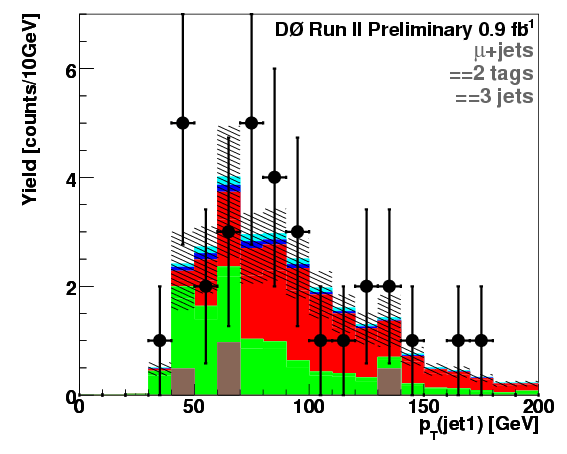 DØ Run II Preliminary 0.9 fb-1
μ+jets
==2 tags
==3 jets
Yield [counts/10GeV]
6
4
2
0
0 50 100 150 200
pT(jet1) [GeV]